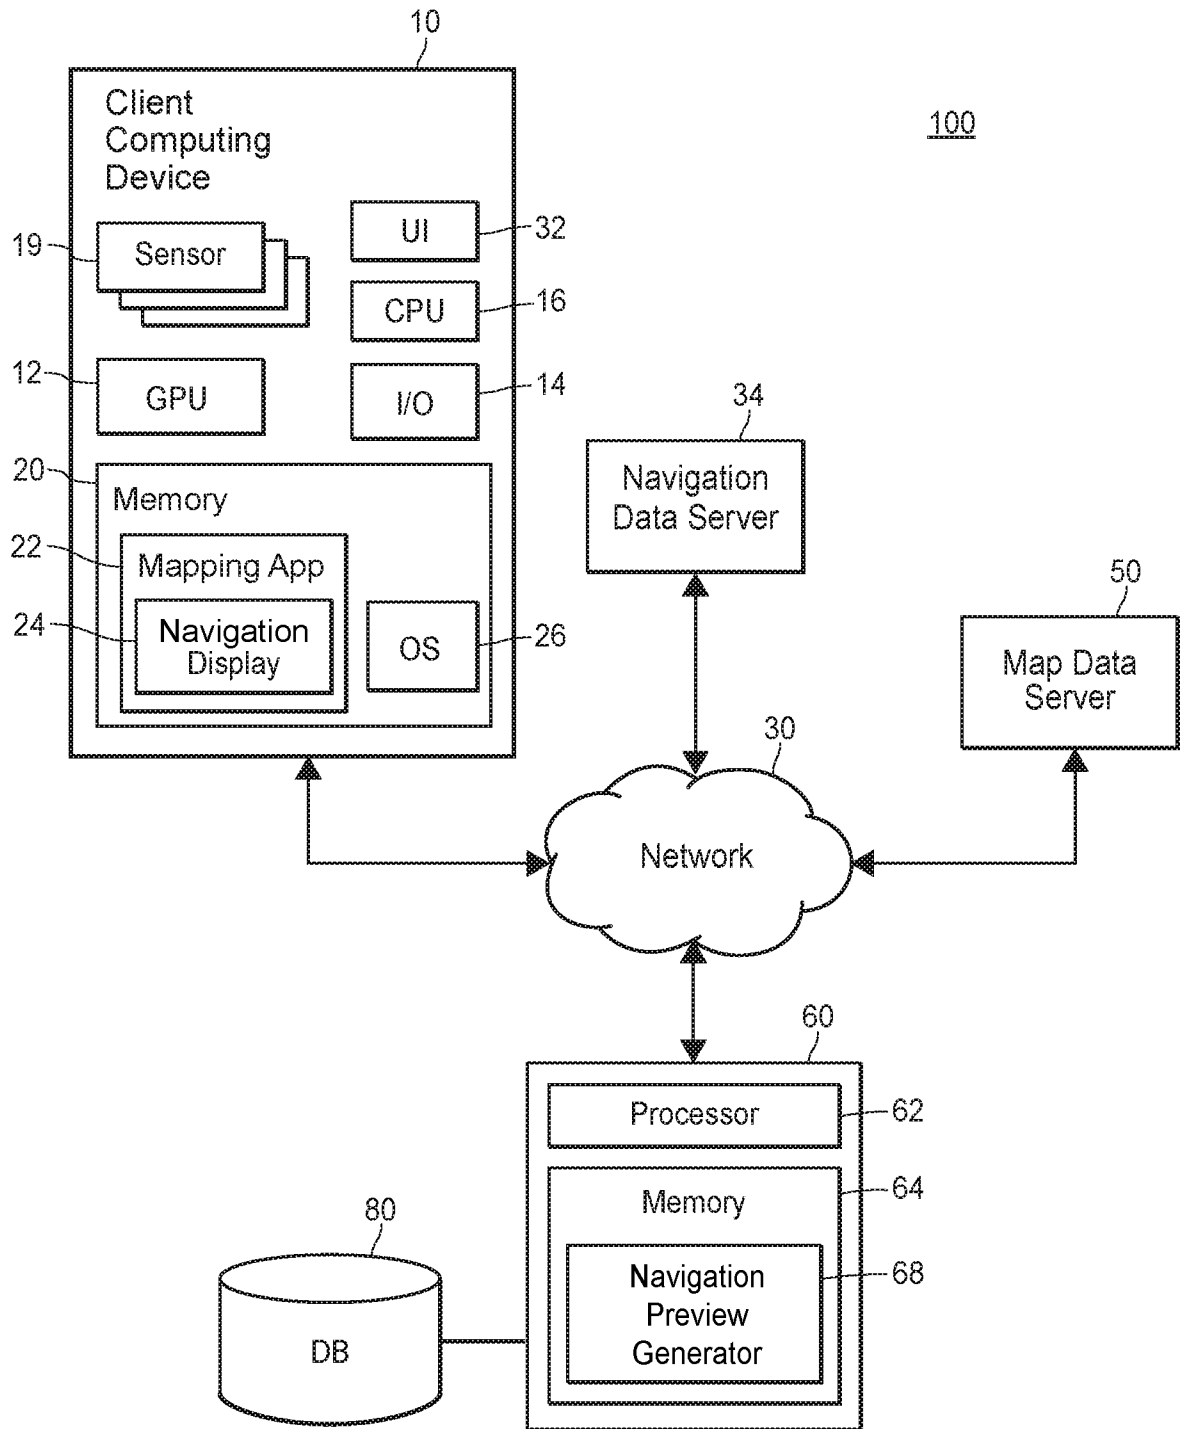 10
Client
Computing
Device
100
19
Sensor
UI
32
CPU
16
12
GPU
I/O
14
34
Navigation
Data Server
20
Memory
22
Mapping App
24
Navigation
Display
OS
26
50
Map Data
Server
30
Network
60
Processor
62
Memory
64
80
DB
Navigation
Preview
Generator
68